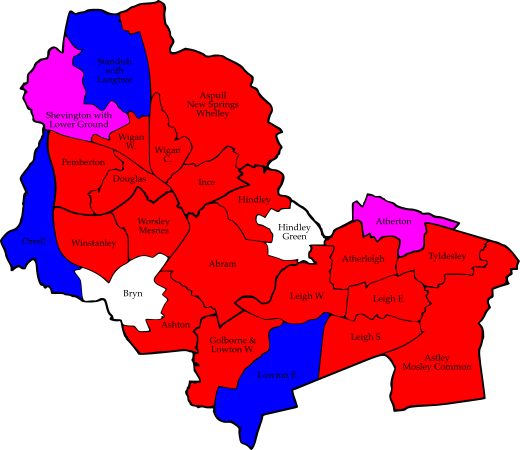 Standish
with
Langtree
Aspull
New Springs
Whelley
Shevington with
Lower Ground
Wigan
W.
Wigan
C.
Pemberton
Douglas
Ince
Hindley
Atherton
Worsley
Mesnes
Hindley
Green
Orrell
Winstanley
Atherleigh
Tyldesley
Abram
Bryn
Leigh W.
Leigh E.
Ashton
Golborne &
Lowton W.
Leigh S.
Astley
Mosley Common
Lowton E.